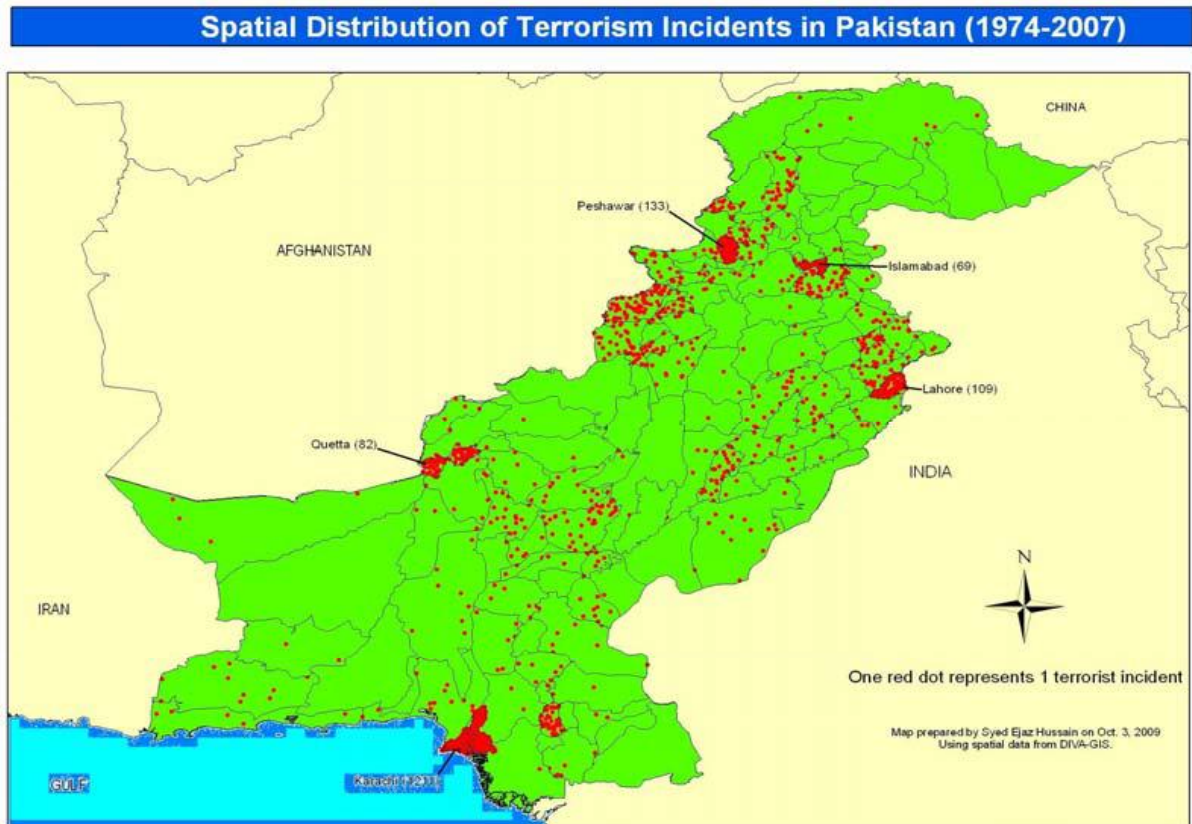 Spatial Distribution of Terrorism Incidents in Pakistan (1974-2007)
CHINA
Peshawar (133)
AFGHANISTAN
Islamabad (69)
Lahore (109)
Quetta (82)
INDIA
N
IRAN
One red dot represents 1 terrorist incident
Map prepared by Syed Ejaz Hussain on Oct. 3, 2009
Using spatial data from DIVA-GIS.
Karachi
GULF